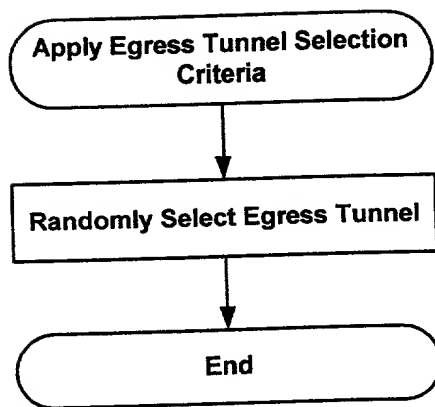 Apply Egress Tunnel Selection
Criteria
Randomly Select Egress Tunnel
End